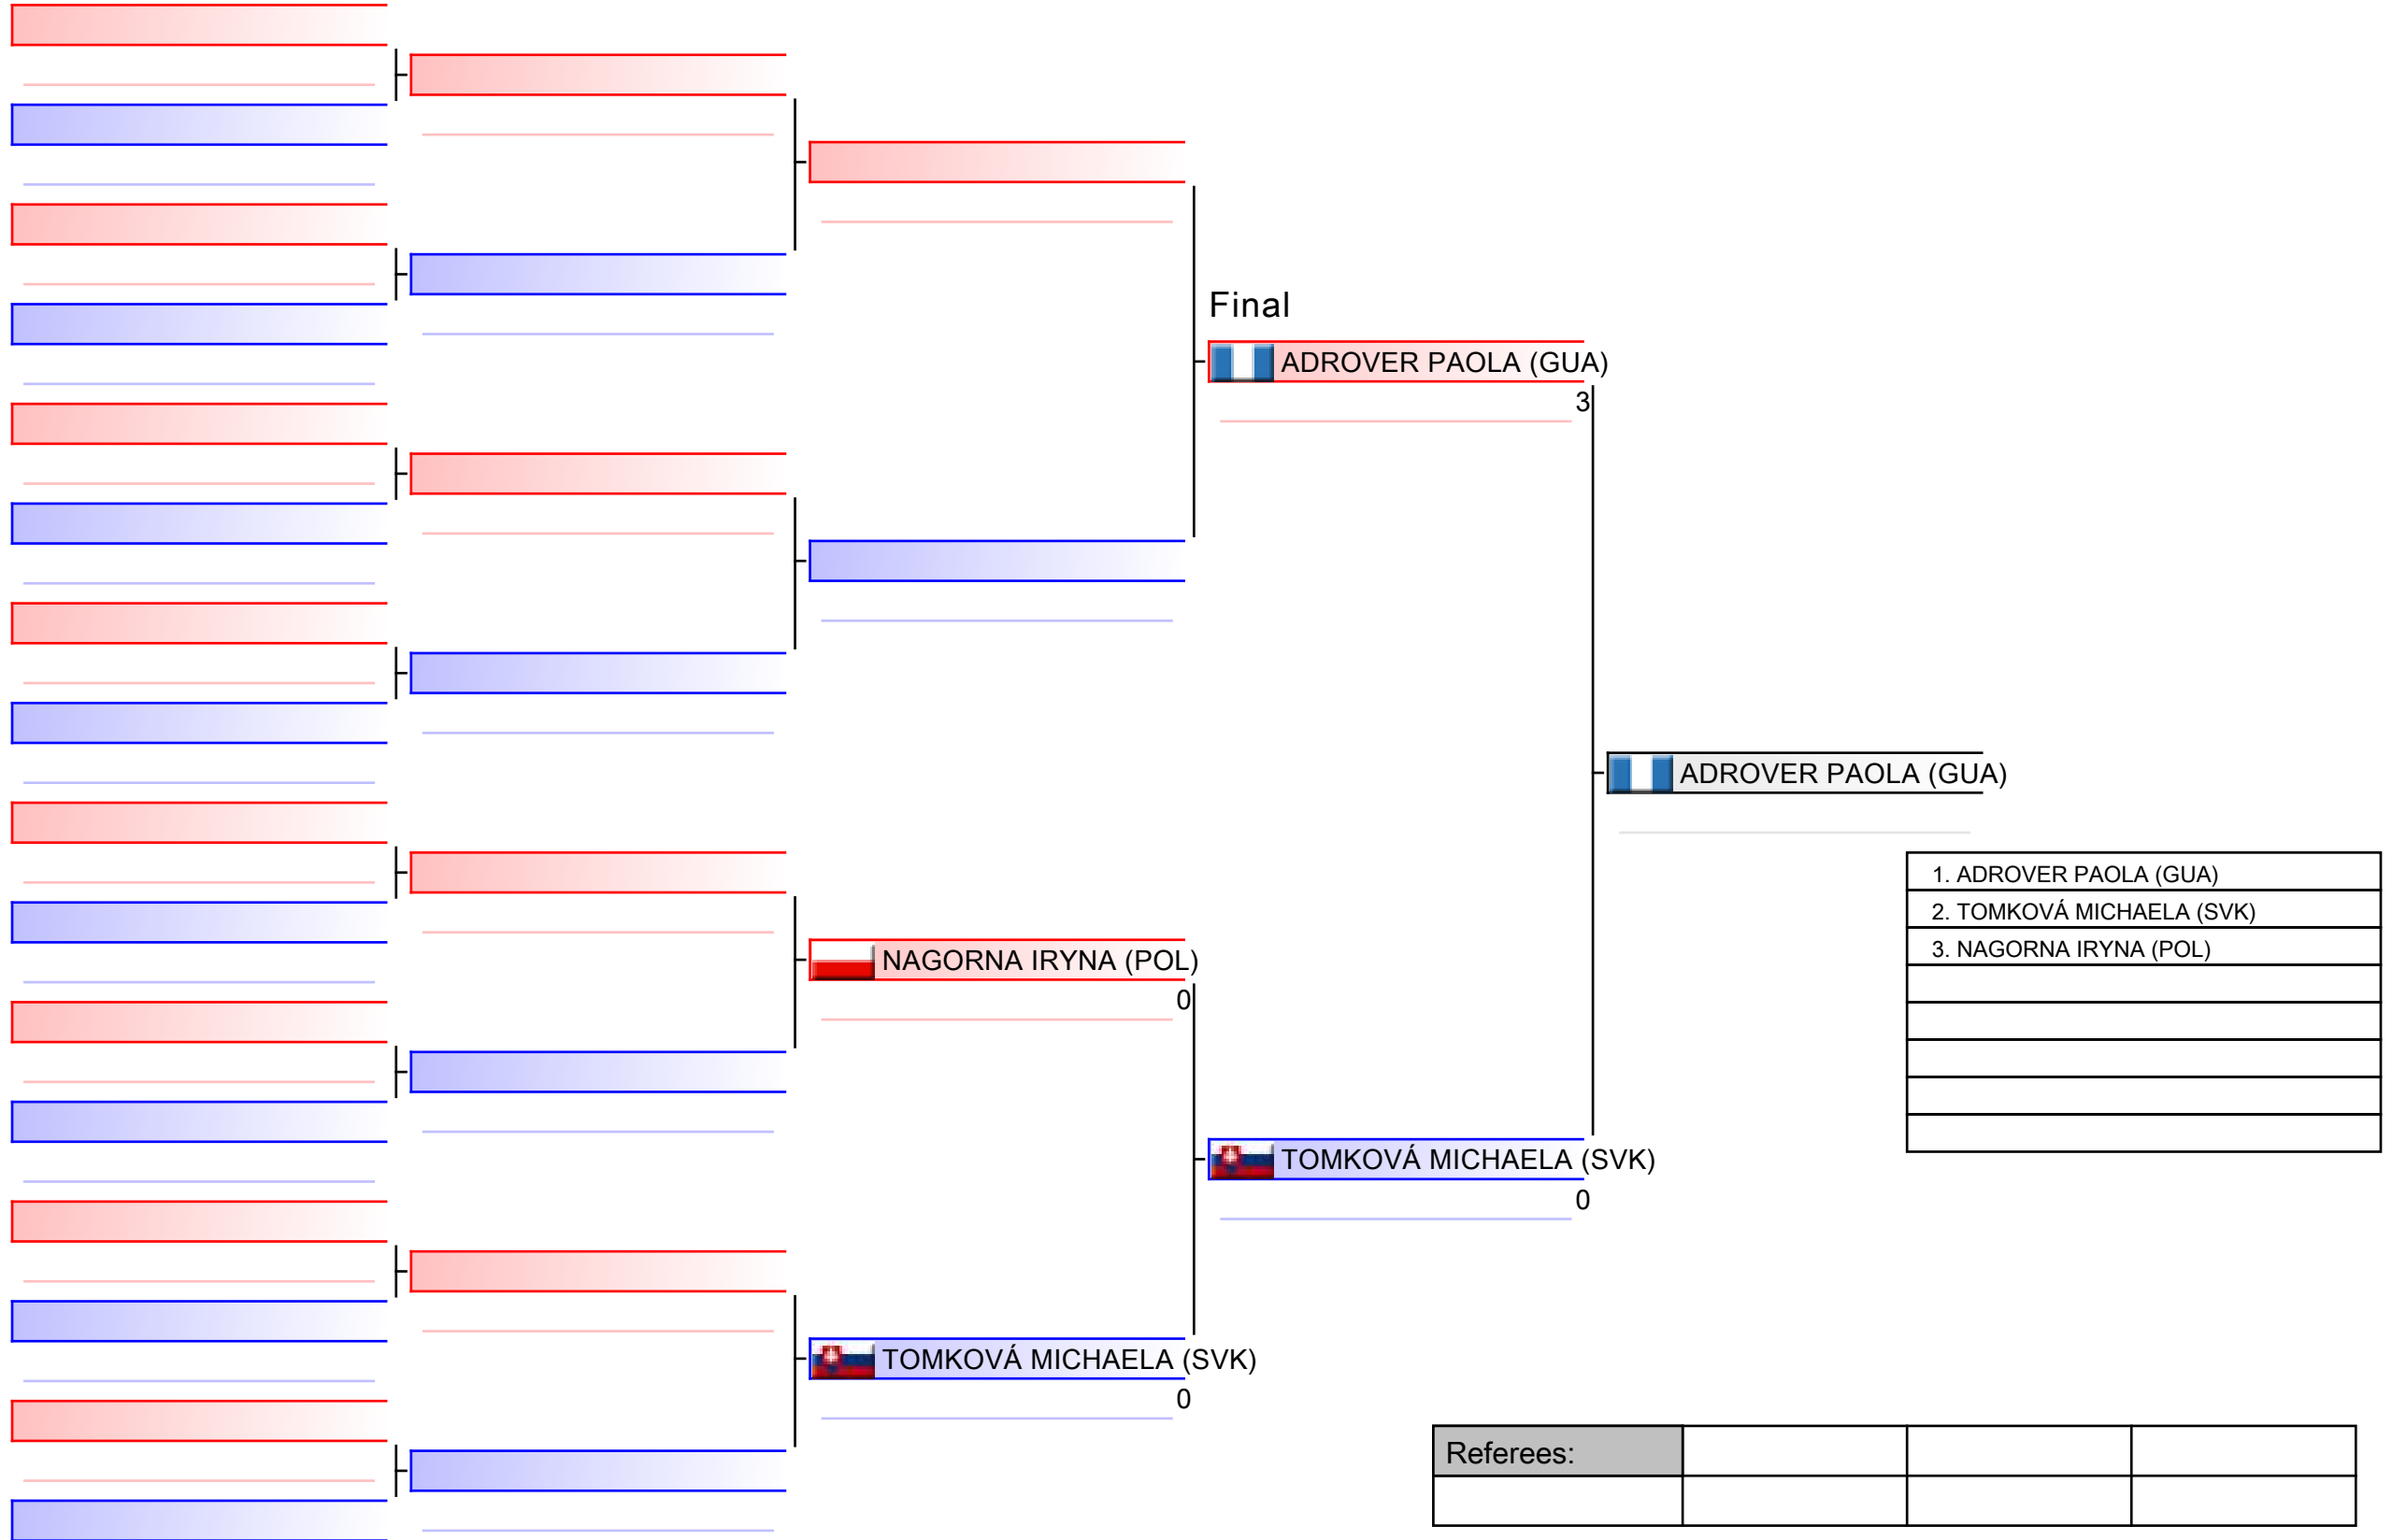 Final
ADROVER PAOLA (GUA)
3
ADROVER PAOLA (GUA)
1. ADROVER PAOLA (GUA)
2. TOMKOVÁ MICHAELA (SVK)
3. NAGORNA IRYNA (POL)
NAGORNA IRYNA (POL)
0
TOMKOVÁ MICHAELA (SVK)
0
TOMKOVÁ MICHAELA (SVK)
0
Referees: